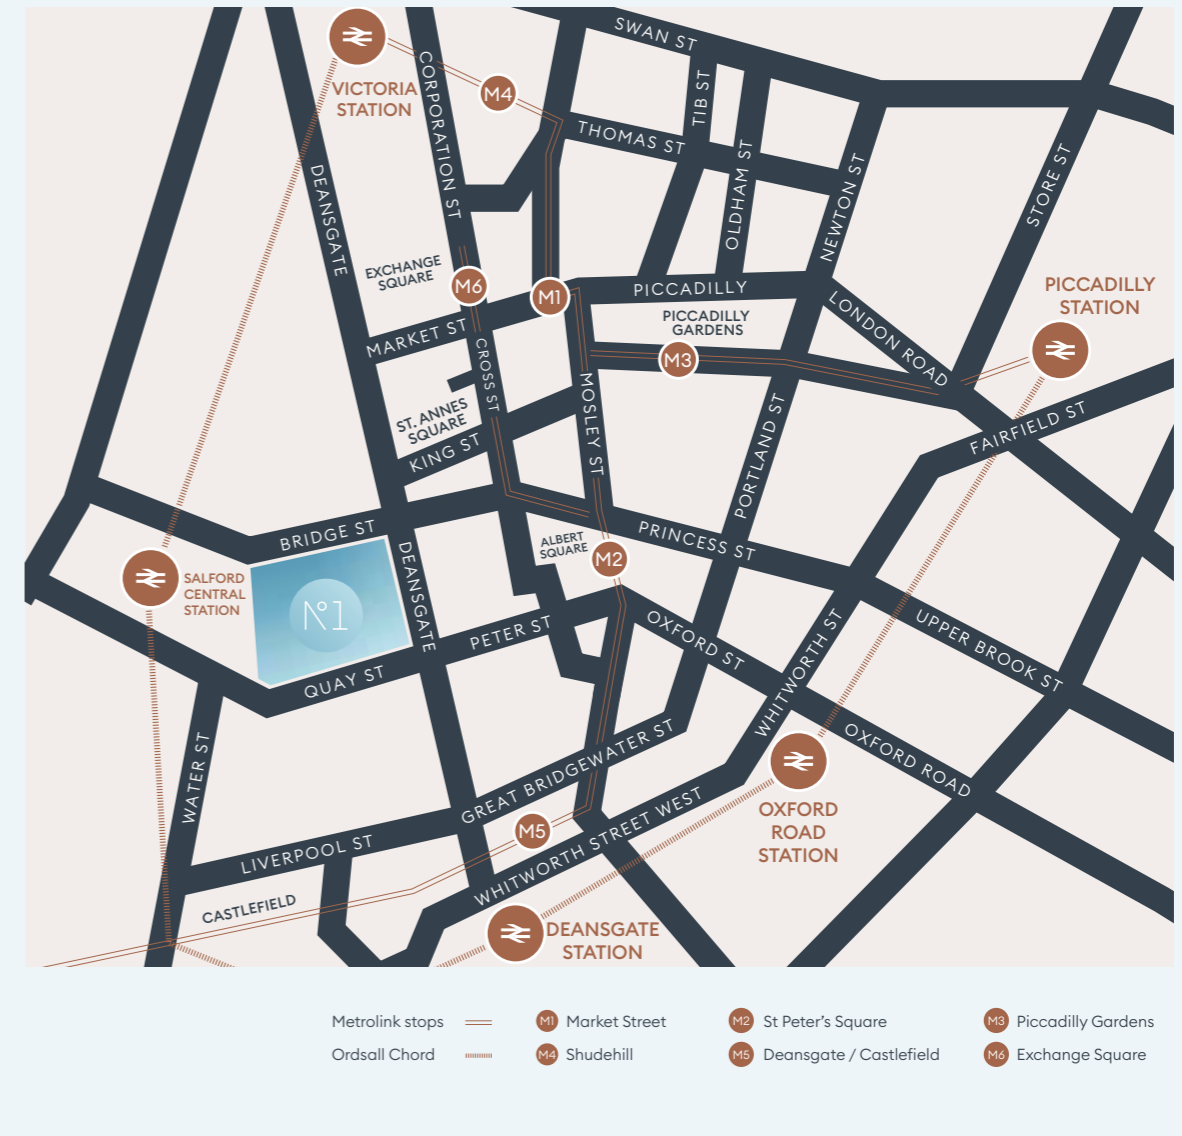 SWAN ST
VICTORIA
STATION
CORPORATION ST
M4
TIB ST
THOMAS ST
OLDHAM ST
NEWTON ST
STORE ST
DEANSGATE
EXCHANGE
SQUARE
M6
M1
PICCADILLY
PICCADILLY
GARDENS
PICCADILLY
STATION
LONDON ROAD
MARKET ST
CROSS ST
M3
MOSLEY ST
ST. ANNES
SQUARE
KING ST
PORTLAND ST
FAIRFIELD ST
BRIDGE ST
ALBERT
SQUARE
M2
PRINCESS ST
SALFORD
CENTRAL
STATION
N°1
DEANSGATE
PETER ST
OXFORD ST
WHITWORTH ST
UPPER BROOK ST
QUAY ST
WATER ST
GREAT BRIDGEWATER ST
OXFORD ROAD
OXFORD
ROAD
STATION
M5
LIVERPOOL ST
WHITWORTH STREET WEST
CASTLEFIELD
DEANSGATE
STATION
Metrolink stops
M1 Market Street
M2 St Peter's Square
M3 Piccadilly Gardens
Ordsall Chord
M4 Shudehill
M5 Deansgate / Castlefield
M6 Exchange Square